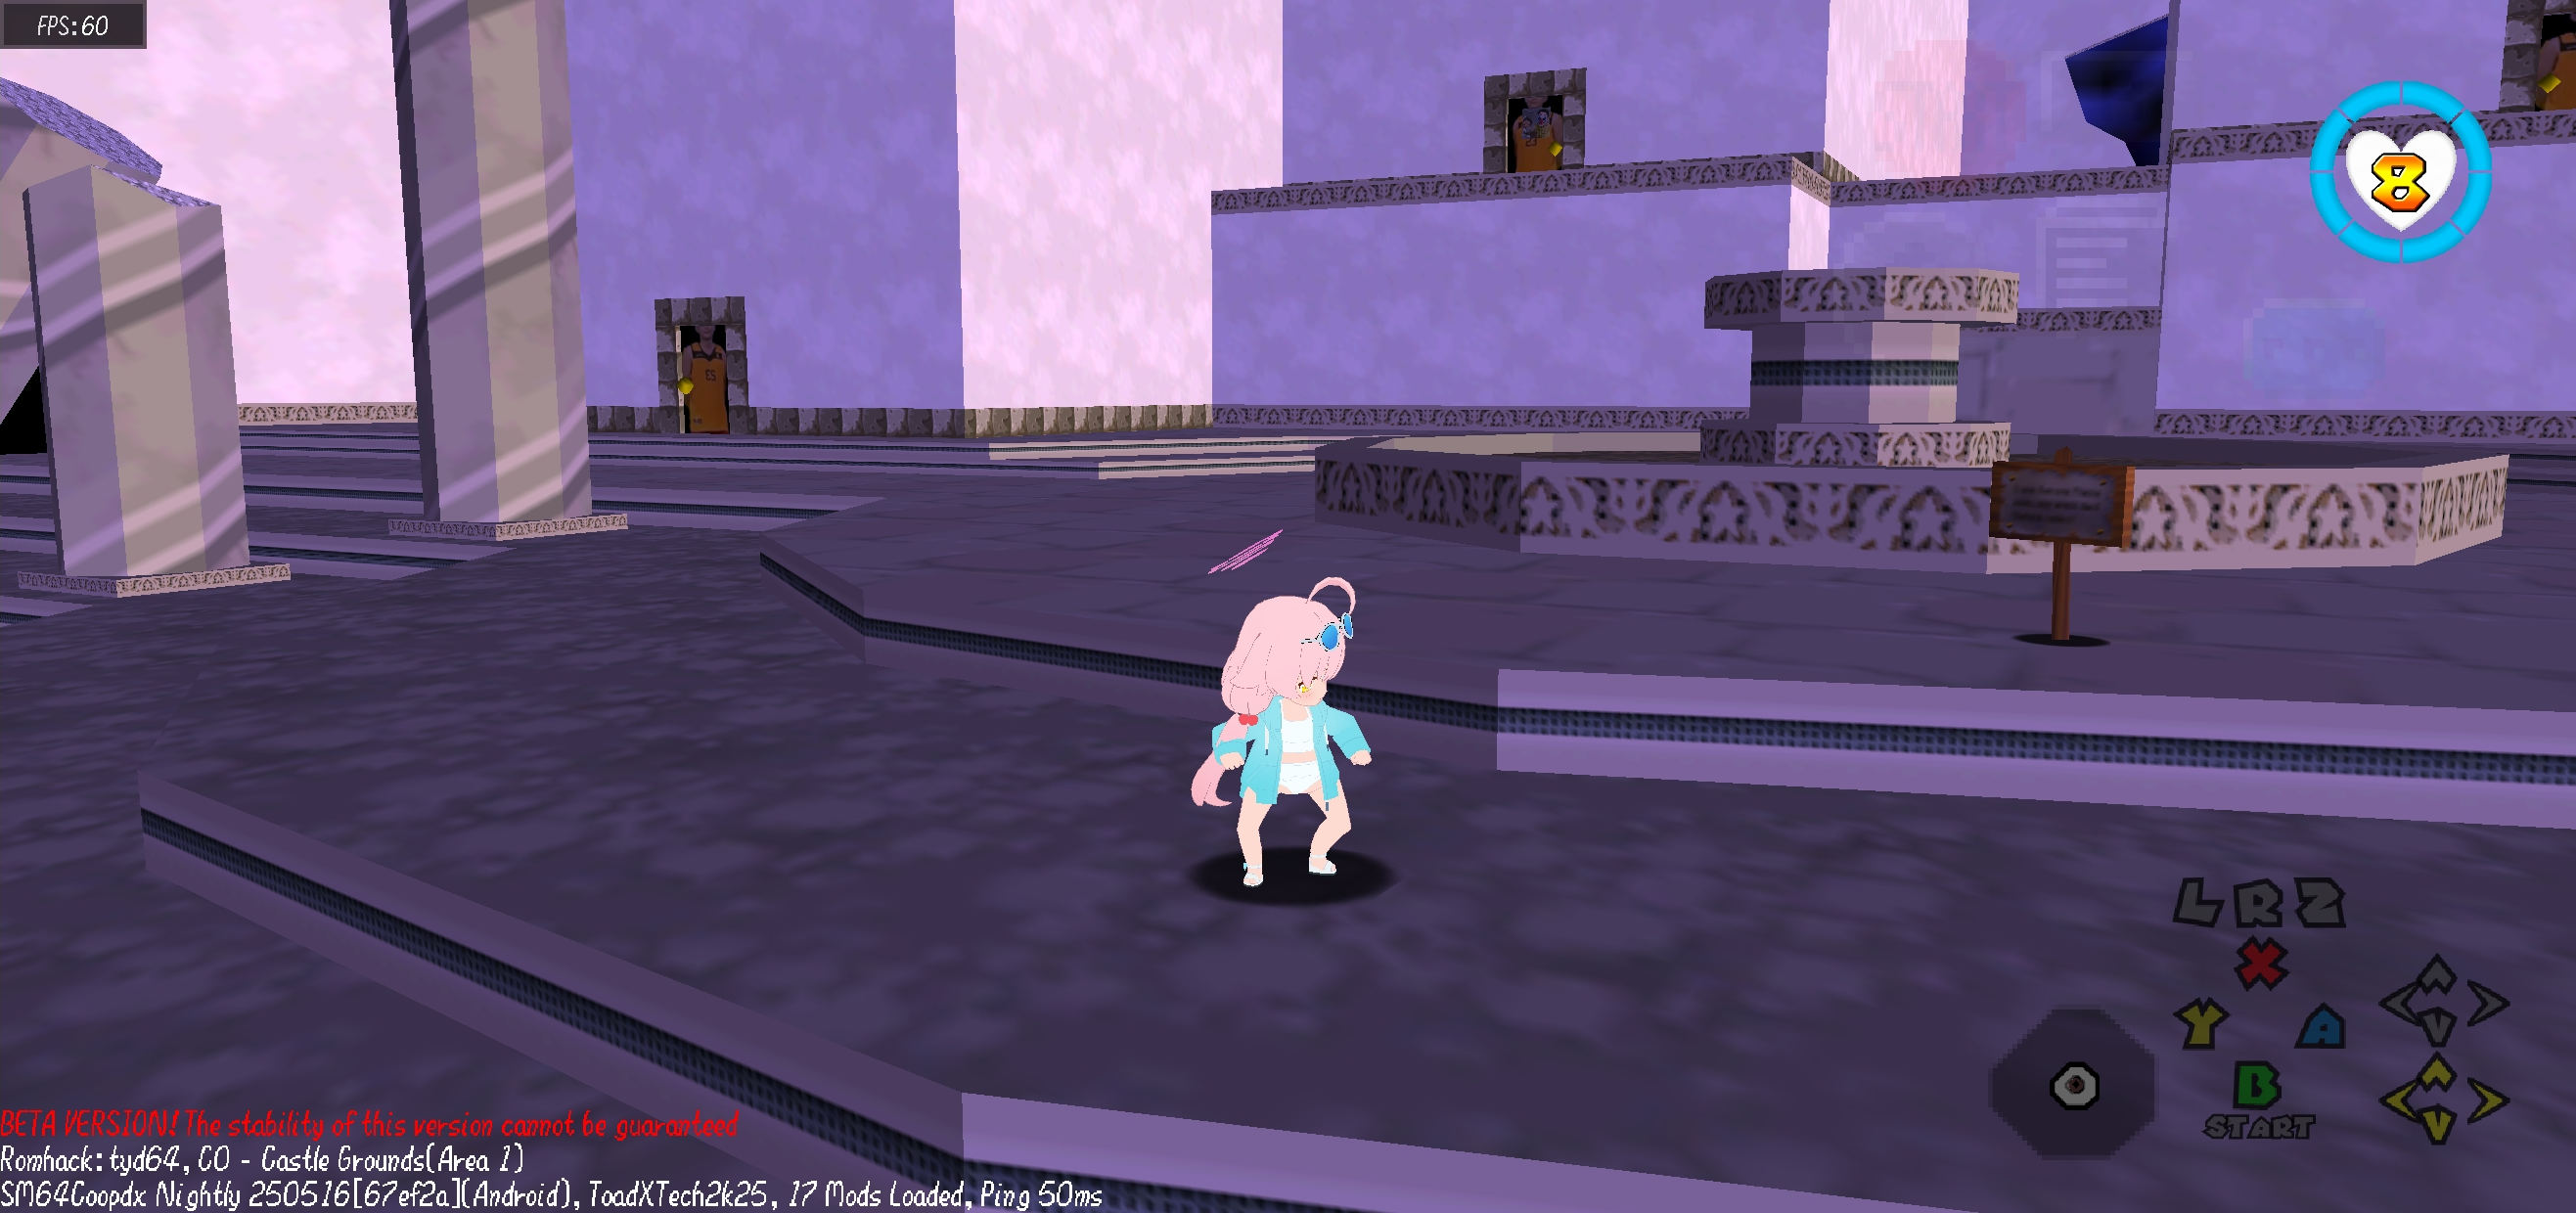 FPS:60
8
L R Z
X
Y A
B
START
BETA VERSION! The stability of this version cannot be guaranteed
Romhack: tyd64, C0 - Castle Grounds(Area 1)
SM64Coopdx Nightly 250516[67ef2a](Android), ToadXTech2k25, 17 Mods Loaded, Ping 50ms